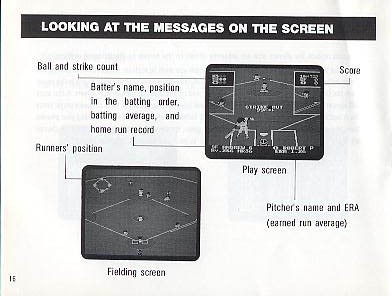 LOOKING AT THE MESSAGES ON THE SCREEN
Ball and strike count
Score
Batter's name, position
in the batting order,
batting average, and
home run record
STRIKE OUT
Runners' position
Play screen
Pitcher's name and ERA
(earned run average)
Fielding screen
16